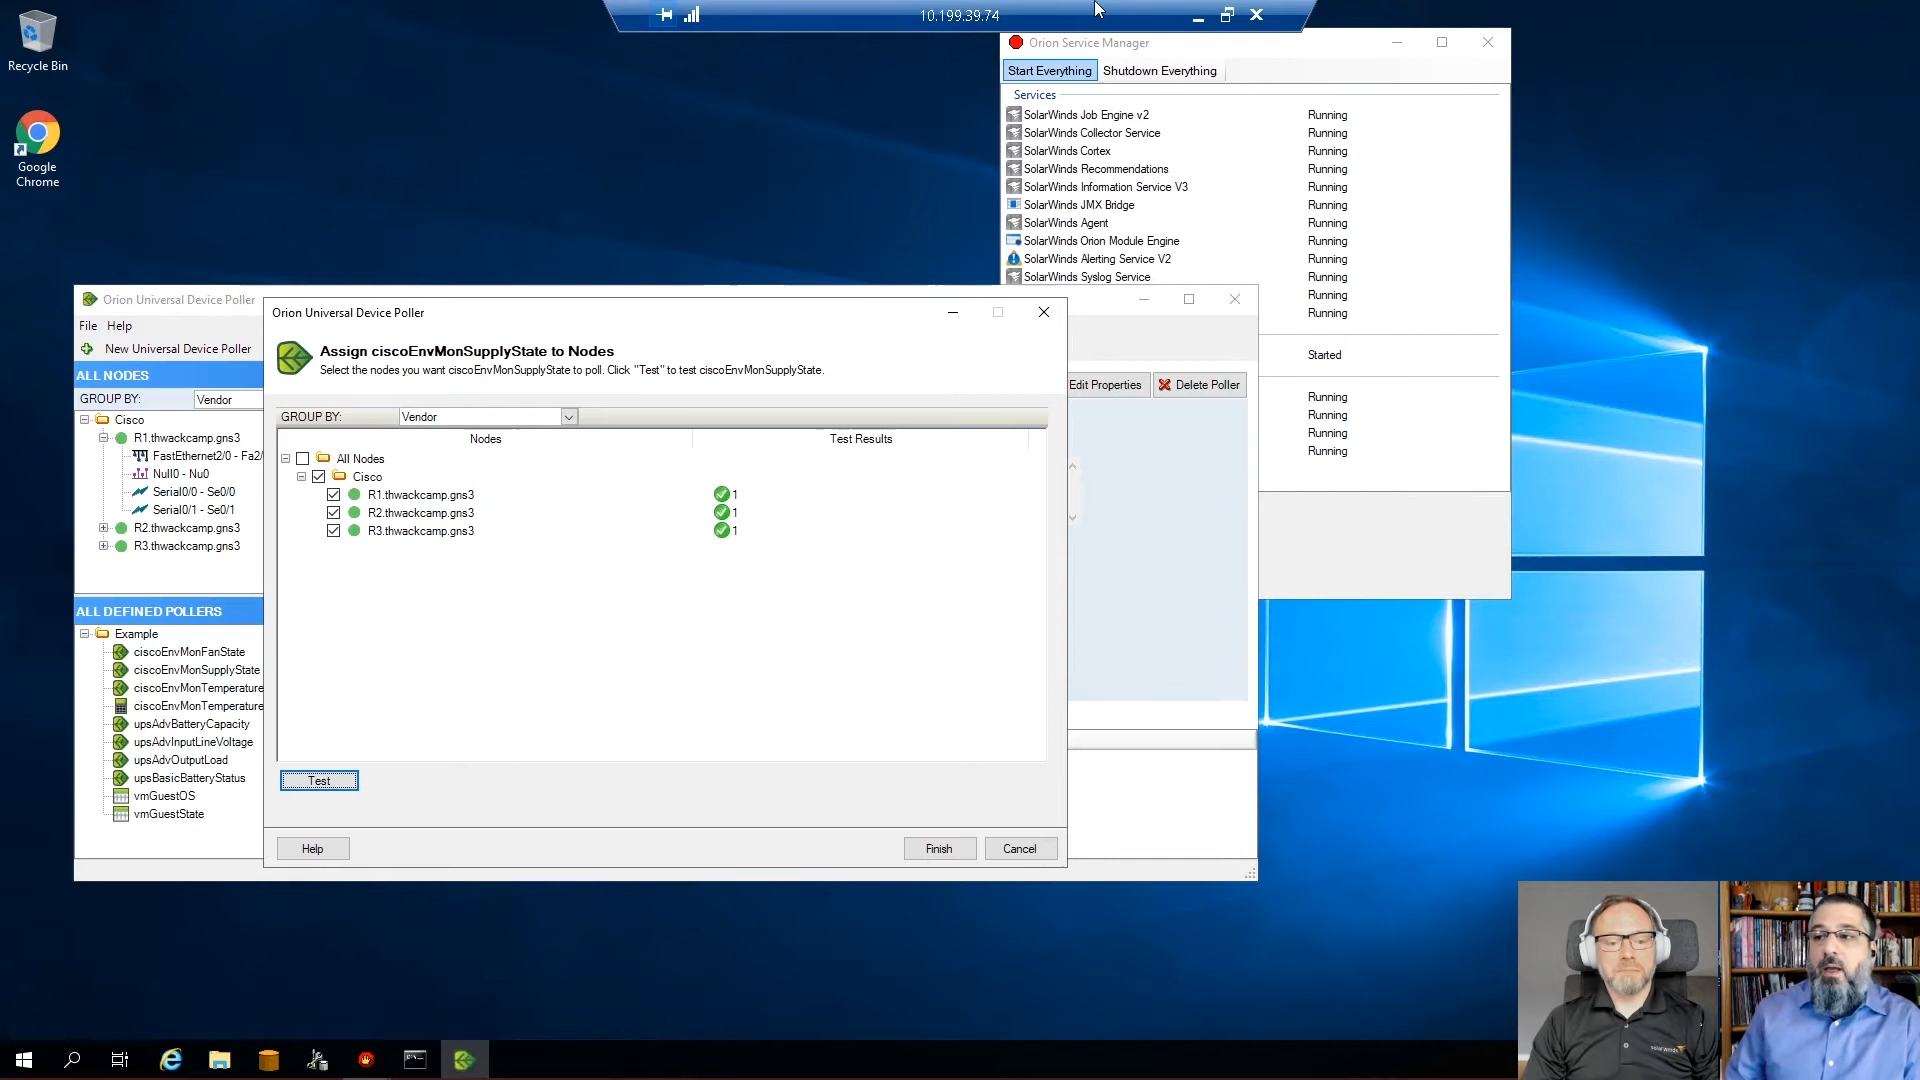 10.199.39.74
Recycle Bin
Google
Chrome
Orion Service Manager
Start Everything
Shutdown Everything
Services
SolarWinds Job Engine v2 Running
SolarWinds Collector Service Running
SolarWinds Cortex Running
SolarWinds Recommendations Running
SolarWinds Information Service V3 Running
SolarWinds JMX Bridge Running
SolarWinds Agent Running
SolarWinds Orion Module Engine Running
SolarWinds Alerting Service V2 Running
SolarWinds Syslog Service Running
Running
Running
Started
Running
Running
Running
Running
Orion Universal Device Poller
File Help
New Universal Device Poller
ALL NODES
GROUP BY: Vendor
Cisco
R1.thwackcamp.gns3
FastEthernet2/0 - Fa2/
Null0 - Nu0
Serial0/0 - Se0/0
Serial0/1 - Se0/1
R2.thwackcamp.gns3
R3.thwackcamp.gns3
ALL DEFINED POLLERS
Example
ciscoEnvMonFanState
ciscoEnvMonSupplyState
ciscoEnvMonTemperature
ciscoEnvMonTemperature
upsAdvBatteryCapacity
upsAdvInputLineVoltage
upsAdvOutputLoad
upsBasicBatteryStatus
vmGuestOS
vmGuestState
Edit Properties
Delete Poller
Orion Universal Device Poller
Assign ciscoEnvMonSupplyState to Nodes
Select the nodes you want ciscoEnvMonSupplyState to poll. Click "Test" to test ciscoEnvMonSupplyState.
GROUP BY: Vendor
Nodes Test Results
All Nodes
Cisco
R1.thwackcamp.gns3 1
R2.thwackcamp.gns3 1
R3.thwackcamp.gns3 1
Test
Help
Finish
Cancel
solarwinds